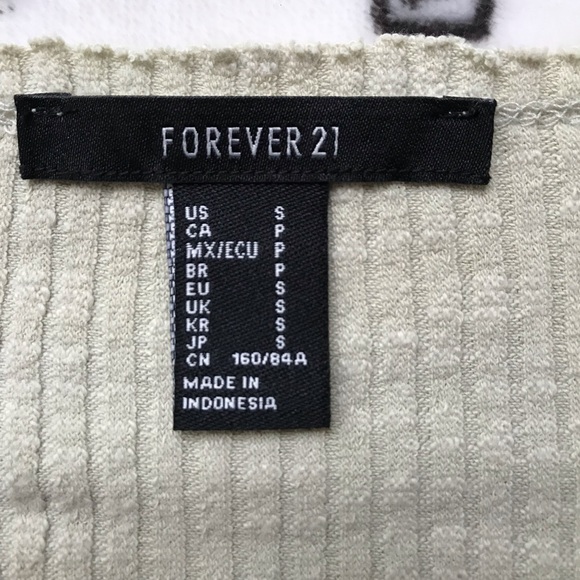 FOREVER 21
US S
CA P
MX/ECU P
BR P
EU S
UK S
KR S
JP S
CN 160/84A
MADE IN
INDONESIA